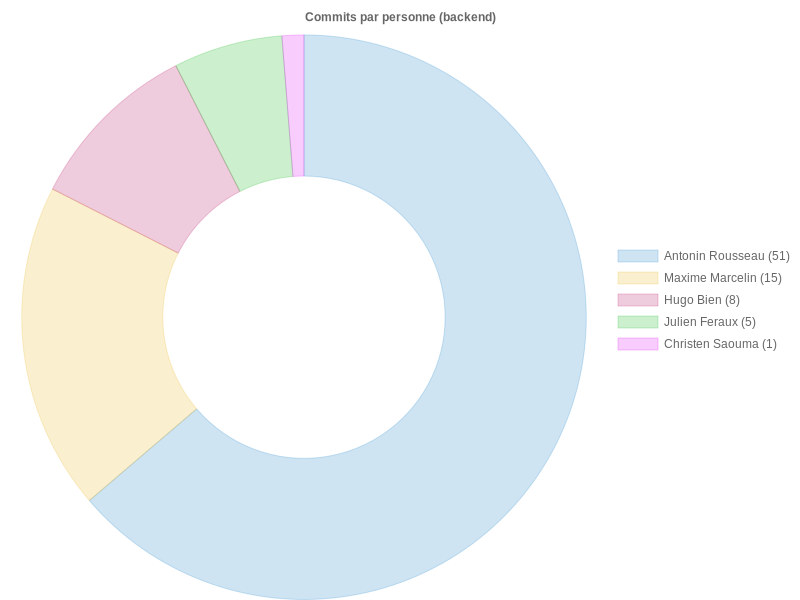 Commits par personne (backend)
Antonin Rousseau (51)
Maxime Marcelin (15)
Hugo Bien (8)
Julien Feraux (5)
Christen Saouma (1)